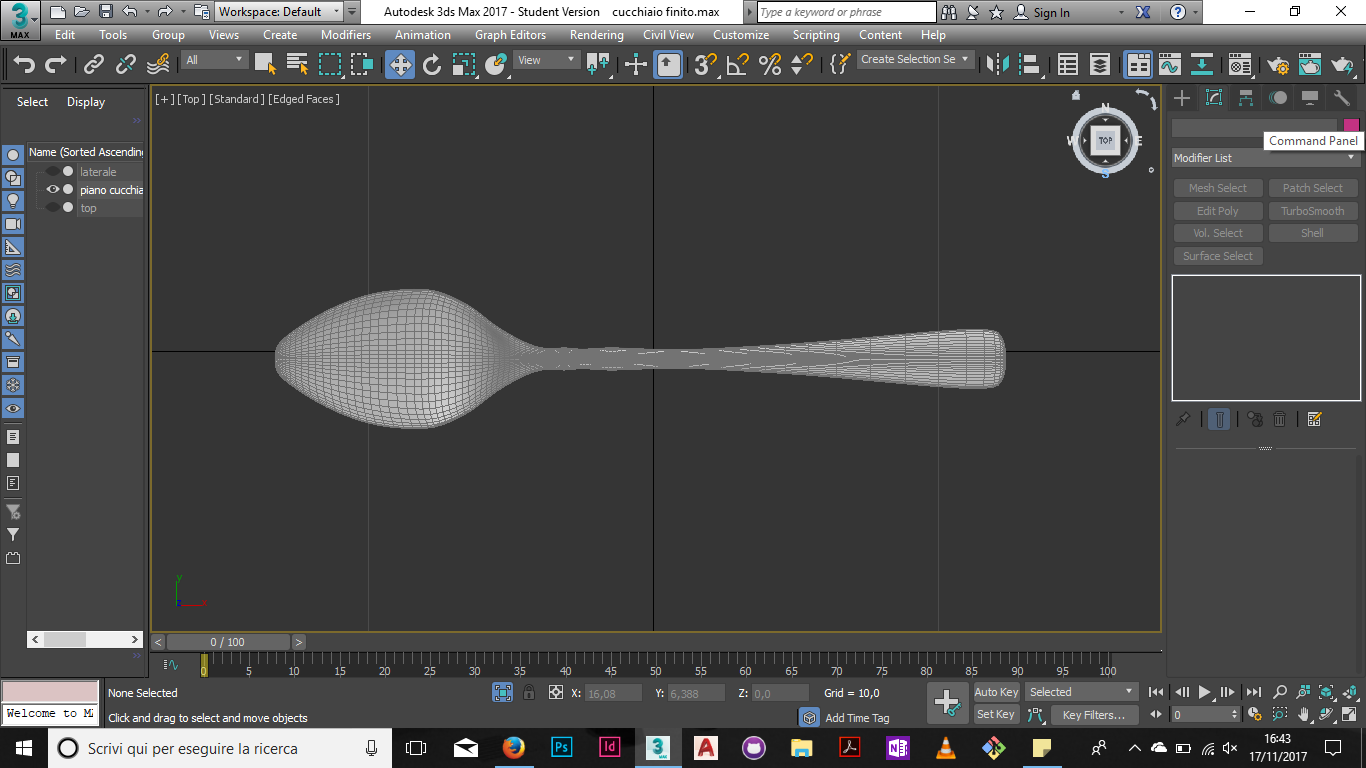 Workspace: Default
Autodesk 3ds Max 2017 - Student Version cucchiaio finito.max
Type a keyword or phrase
Sign In
3
MAX
Edit Tools Group Views Create Modifiers Animation Graph Editors Rendering Civil View Customize Scripting Content Help
All
View
Create Selection Se
Select Display
[+] [Top] [Standard] [Edged Faces]
N
W
TOP
E
S
Command Panel
Name (Sorted Ascending
laterale
piano cucchia
top
Modifier List
Mesh Select Patch Select
Edit Poly TurboSmooth
Vol. Select Shell
Surface Select
y
x
0 / 100
0 5 10 15 20 25 30 35 40 45 50 55 60 65 70 75 80 85 90 95 100
None Selected
X: 16,08 Y: 6,388 Z: 0,0 Grid = 10,0
Auto Key Selected
Welcome to MA
Click and drag to select and move objects
Add Time Tag
Set Key Key Filters...
0
Scrivi qui per eseguire la ricerca
Ps
Id
3
MAX
A
N
16:43
17/11/2017